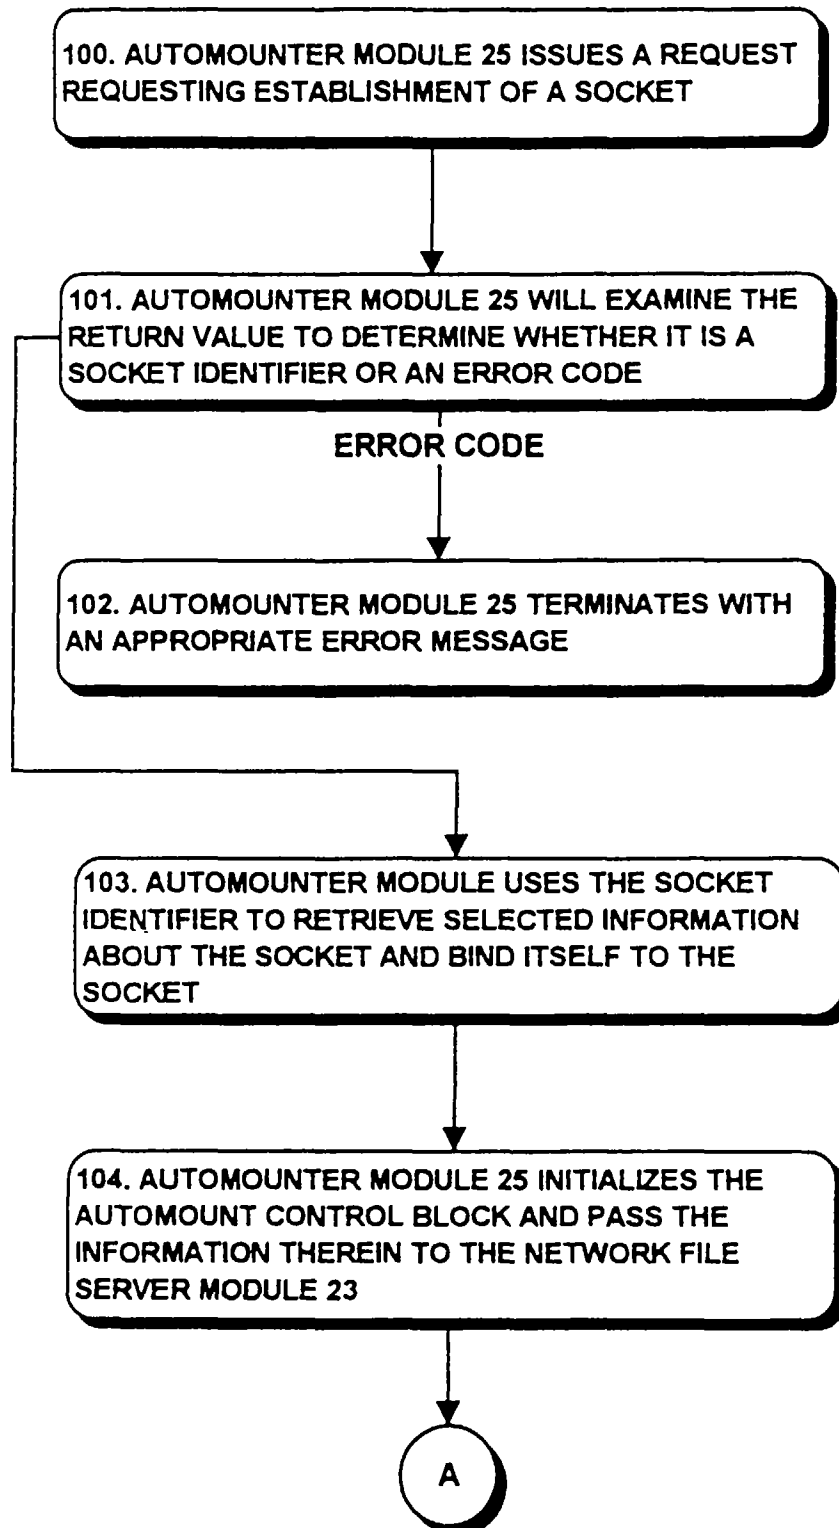 100. AUTOMOUNTER MODULE 25 ISSUES A REQUEST
REQUESTING ESTABLISHMENT OF A SOCKET
101. AUTOMOUNTER MODULE 25 WILL EXAMINE THE
RETURN VALUE TO DETERMINE WHETHER IT IS A
SOCKET IDENTIFIER OR AN ERROR CODE
ERROR CODE
102. AUTOMOUNTER MODULE 25 TERMINATES WITH
AN APPROPRIATE ERROR MESSAGE
103. AUTOMOUNTER MODULE USES THE SOCKET
IDENTIFIER TO RETRIEVE SELECTED INFORMATION
ABOUT THE SOCKET AND BIND ITSELF TO THE
SOCKET
104. AUTOMOUNTER MODULE 25 INITIALIZES THE
AUTOMOUNT CONTROL BLOCK AND PASS THE
INFORMATION THEREIN TO THE NETWORK FILE
SERVER MODULE 23
A